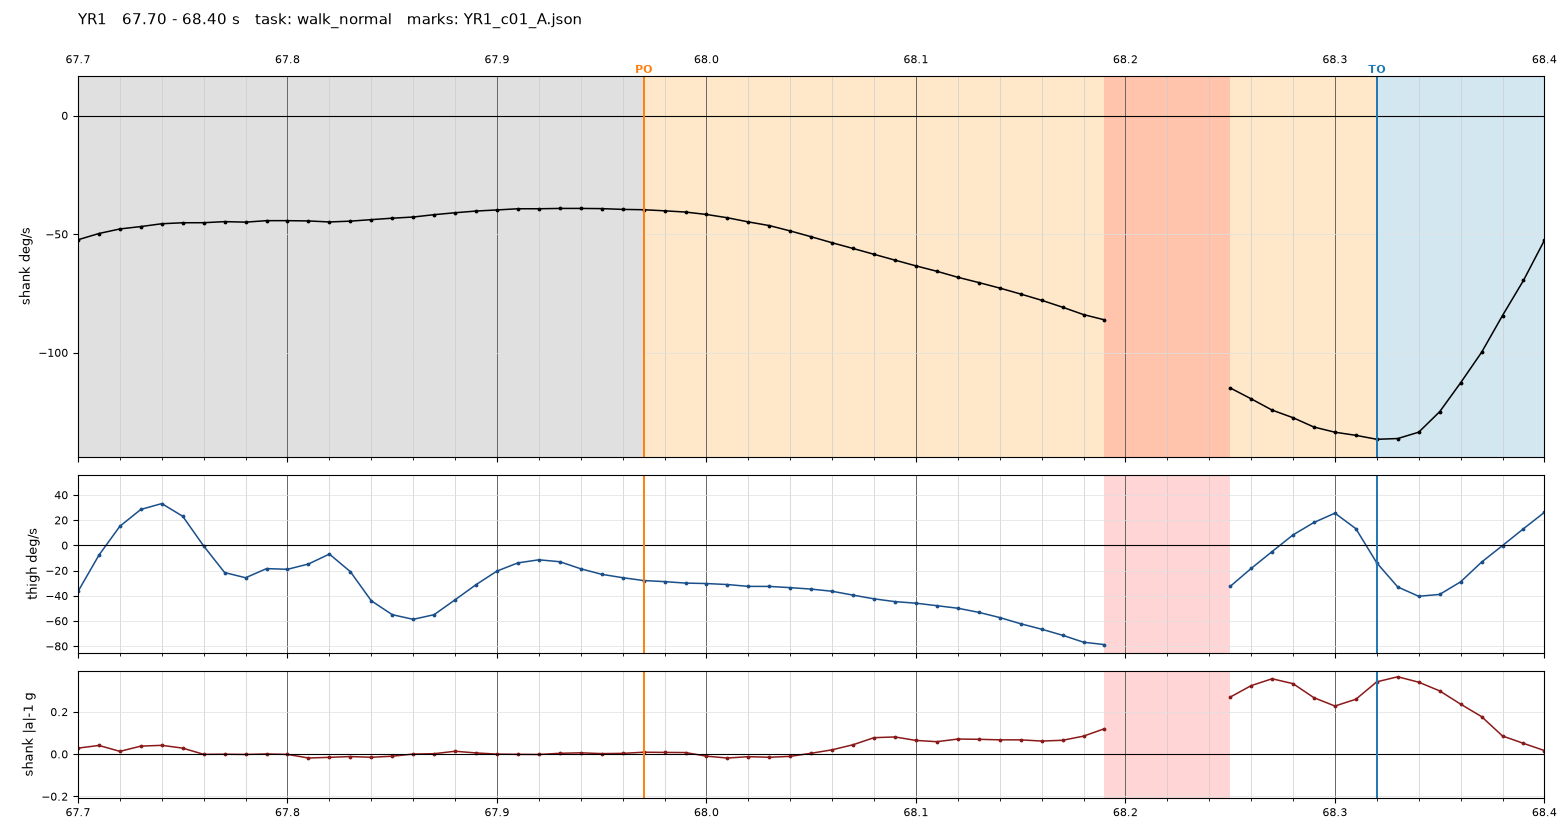 YR1   67.70 - 68.40 s   task: walk_normal   marks: YR1_c01_A.json
67.7 67.8 67.9 68.0 68.1 68.2 68.3 68.4
PO TO
shank deg/s
0
−50
−100
thigh deg/s
40
20
0
−20
−40
−60
−80
shank |a|-1 g
0.2
0.0
−0.2
67.7 67.8 67.9 68.0 68.1 68.2 68.3 68.4